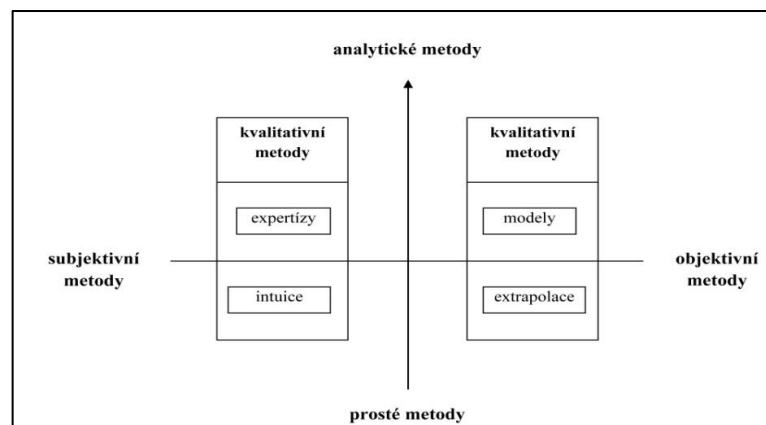 analytické metody
kvalitativní
metody
kvalitativní
metody
expertízy
modely
subjektivní
metody
objektivní
metody
intuice
extrapolace
prosté metody